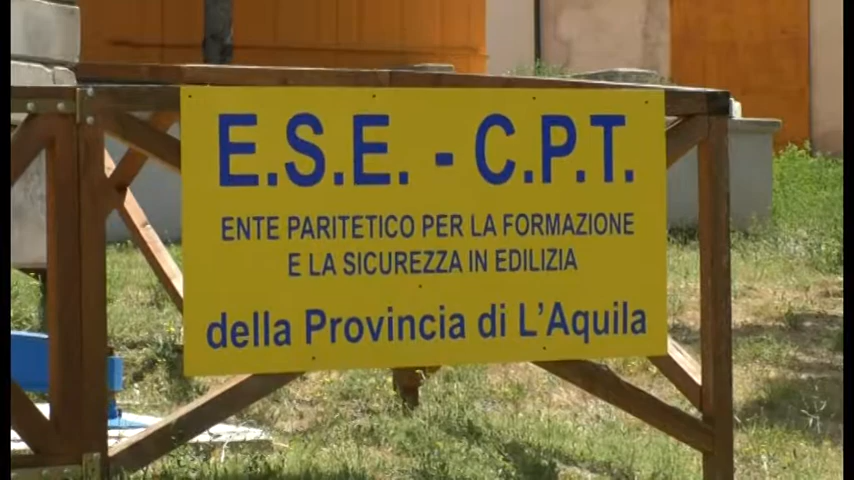 E.S.E. - C.P.T.
ENTE PARITETICO PER LA FORMAZIONE
E LA SICUREZZA IN EDILIZIA
della Provincia di L'Aquila